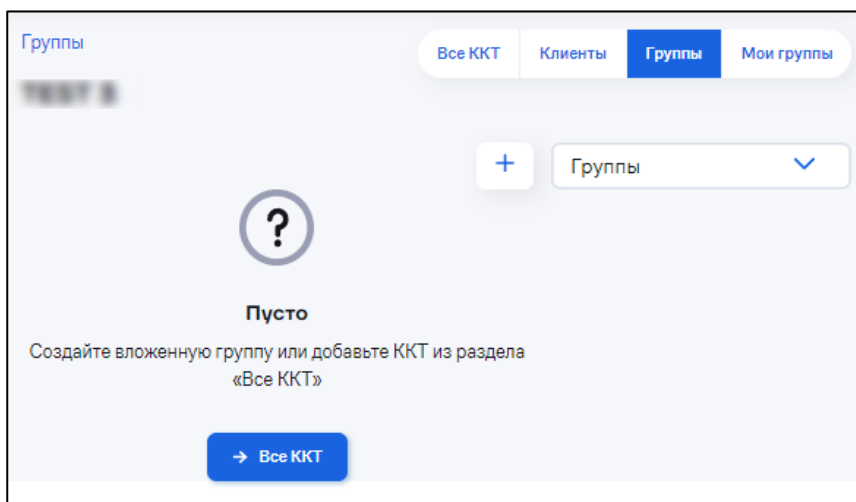 Группы
Все ККТ
Клиенты
Группы
Мои группы
Группы
Пусто
Создайте вложенную группу или добавьте ККТ из раздела
«Все ККТ»
Все ККТ